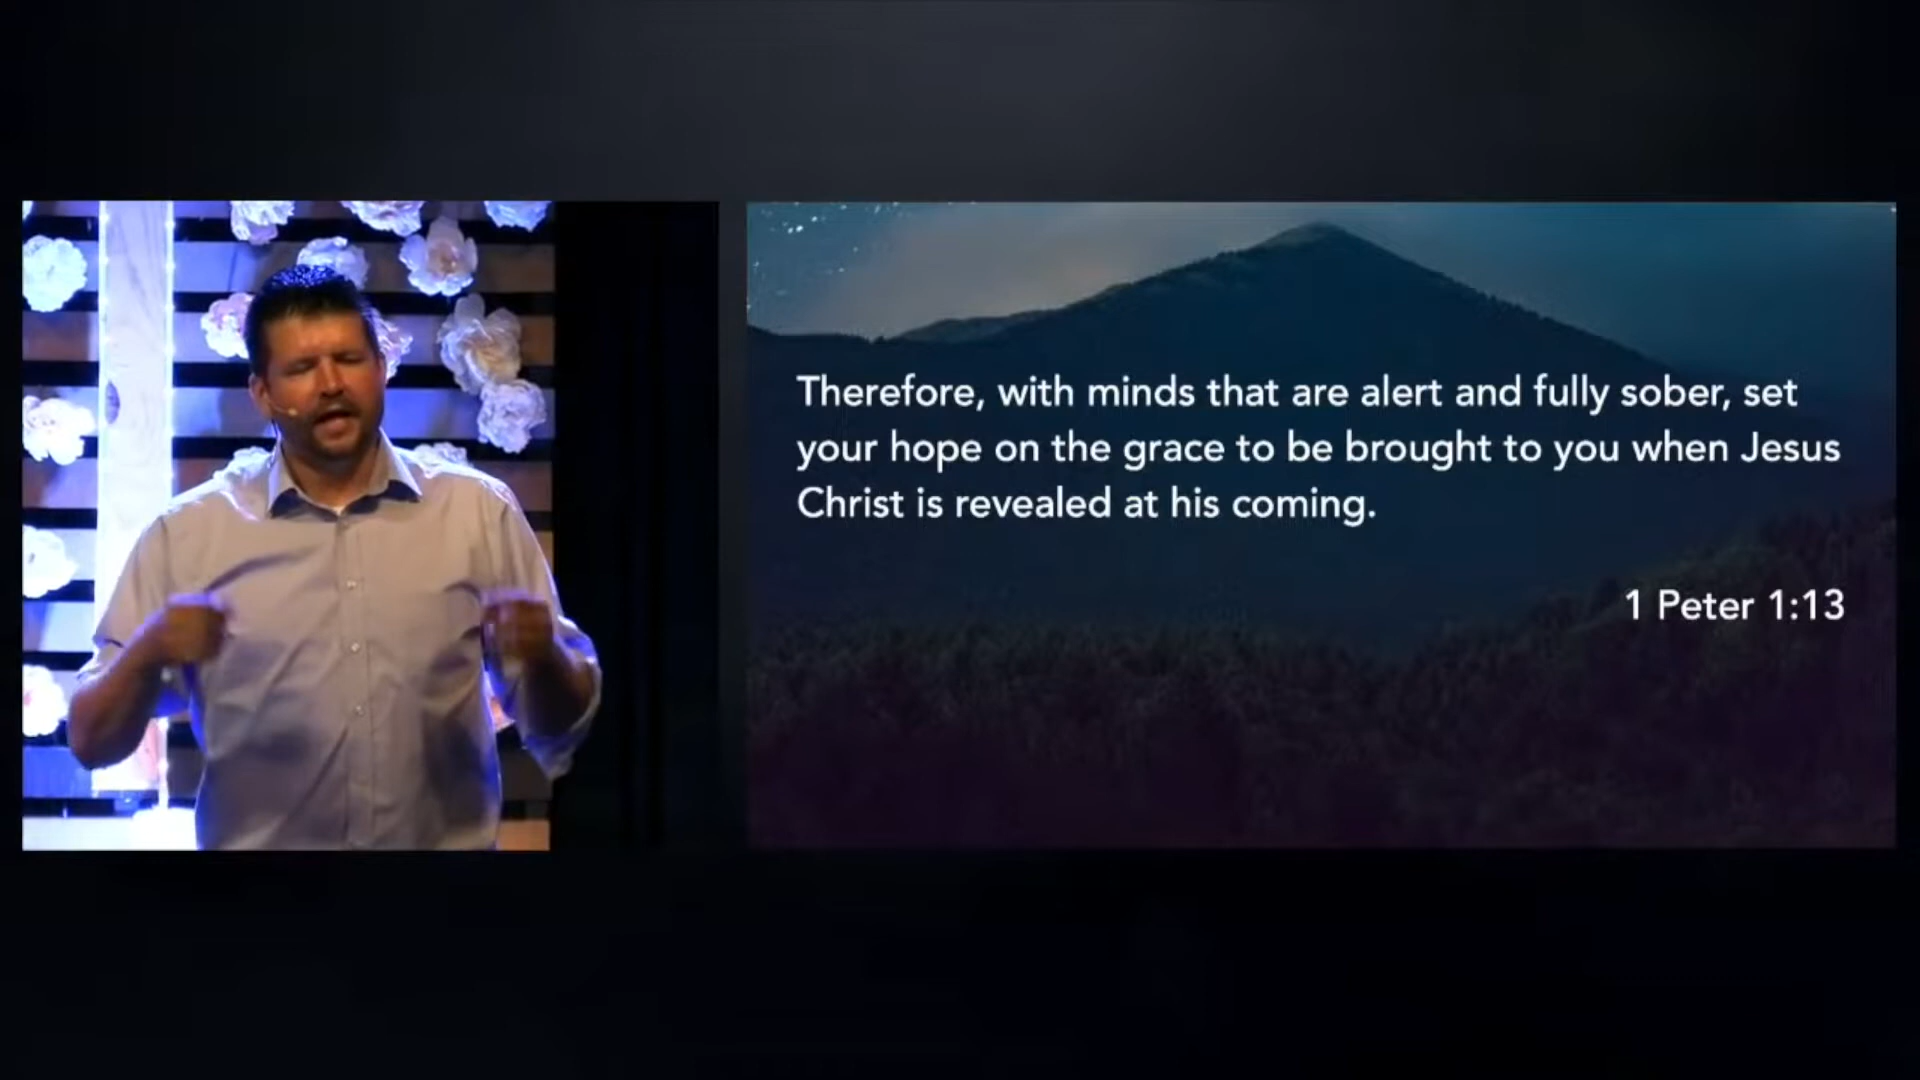 Therefore, with minds that are alert and fully sober, set
your hope on the grace to be brought to you when Jesus
Christ is revealed at his coming.
1 Peter 1:13